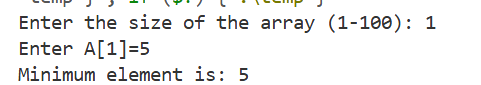 Enter the size of the array (1-100): 1
Enter A[1]=5
Minimum element is: 5